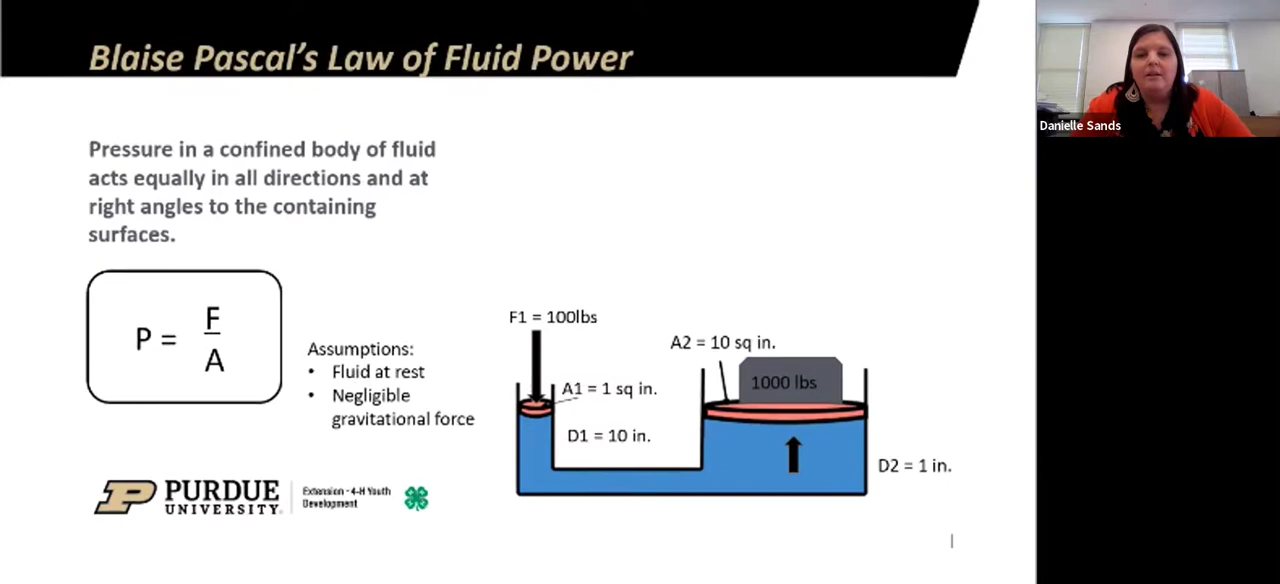 Blaise Pascal's Law of Fluid Power
Danielle Sands
Pressure in a confined body of fluid
acts equally in all directions and at
right angles to the containing
surfaces.
P = F
A
Assumptions:
• Fluid at rest
• Negligible
gravitational force
F1 = 100lbs
A2 = 10 sq in.
1000 lbs
A1 = 1 sq in.
D1 = 10 in.
D2 = 1 in.
P PURDUE
UNIVERSITY.
Extension - 4-H Youth
Development